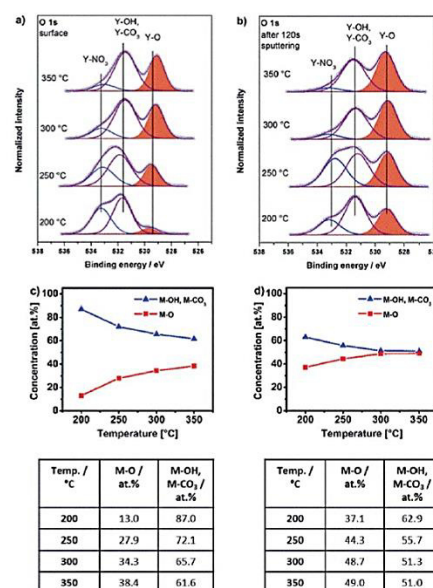 a)
O 1s
surface
Y-OH,
Y-CO3
Y-NO3
Y-O
350 °C
300 °C
250 °C
200 °C
Normalized Intensity
538 536 534 532 530 528 526
Binding energy / eV
b)
O 1s
after 120s
sputtering
Y-OH,
Y-CO3
Y-NO3
Y-O
350 °C
300 °C
250 °C
200 °C
Normalized Intensity
538 536 534 532 530 528 526
Binding energy / eV
c)
M-OH, M-CO3
M-O
Concentration [at.%]
100
80
60
40
20
0
200 250 300 350
Temperature [°C]
d)
M-OH, M-CO3
M-O
Concentration [at.%]
100
80
60
40
20
0
200 250 300 350
Temperature [°C]
Temp. / °C M-O / at.% M-OH, M-CO3 / at.%
200 13.0 87.0
250 27.9 72.1
300 34.3 65.7
350 38.4 61.6
Temp. / °C M-O / at.% M-OH, M-CO3 / at.%
200 37.1 62.9
250 44.3 55.7
300 48.7 51.3
350 49.0 51.0